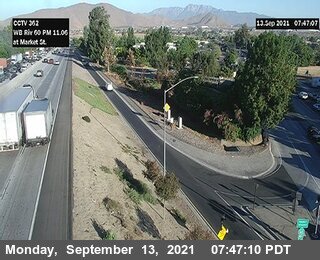 CCTV 362
WB Riv 60 PM 11.06
at Market St.
13 Sep 2021 07:47:07
Monday, September 13, 2021 07:47:10 PDT